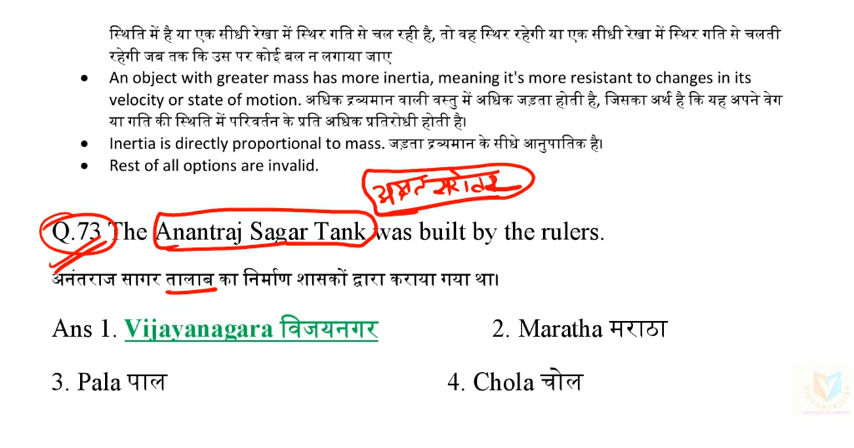 स्थिति में है या एक सीधी रेखा में स्थिर गति से चल रही है, तो वह स्थिर रहेगी या एक सीधी रेखा में स्थिर गति से चलती
रहेगी जब तक कि उस पर कोई बल न लगाया जाए
• An object with greater mass has more inertia, meaning it's more resistant to changes in its
velocity or state of motion. अधिक द्रव्यमान वाली वस्तु में अधिक जड़ता होती है, जिसका अर्थ है कि यह अपने वेग
या गति की स्थिति में परिवर्तन के प्रति अधिक प्रतिरोधी होती है।
• Inertia is directly proportional to mass. जड़ता द्रव्यमान के सीधे आनुपातिक है।
• Rest of all options are invalid.
सरोवर
Q.73 The Anantraj Sagar Tank was built by the rulers.
अनंतराज सागर तालाब का निर्माण शासकों द्वारा कराया गया था।
Ans 1. Vijayanagara विजयनगर 2. Maratha मराठा
3. Pala पाल 4. Chola चोल